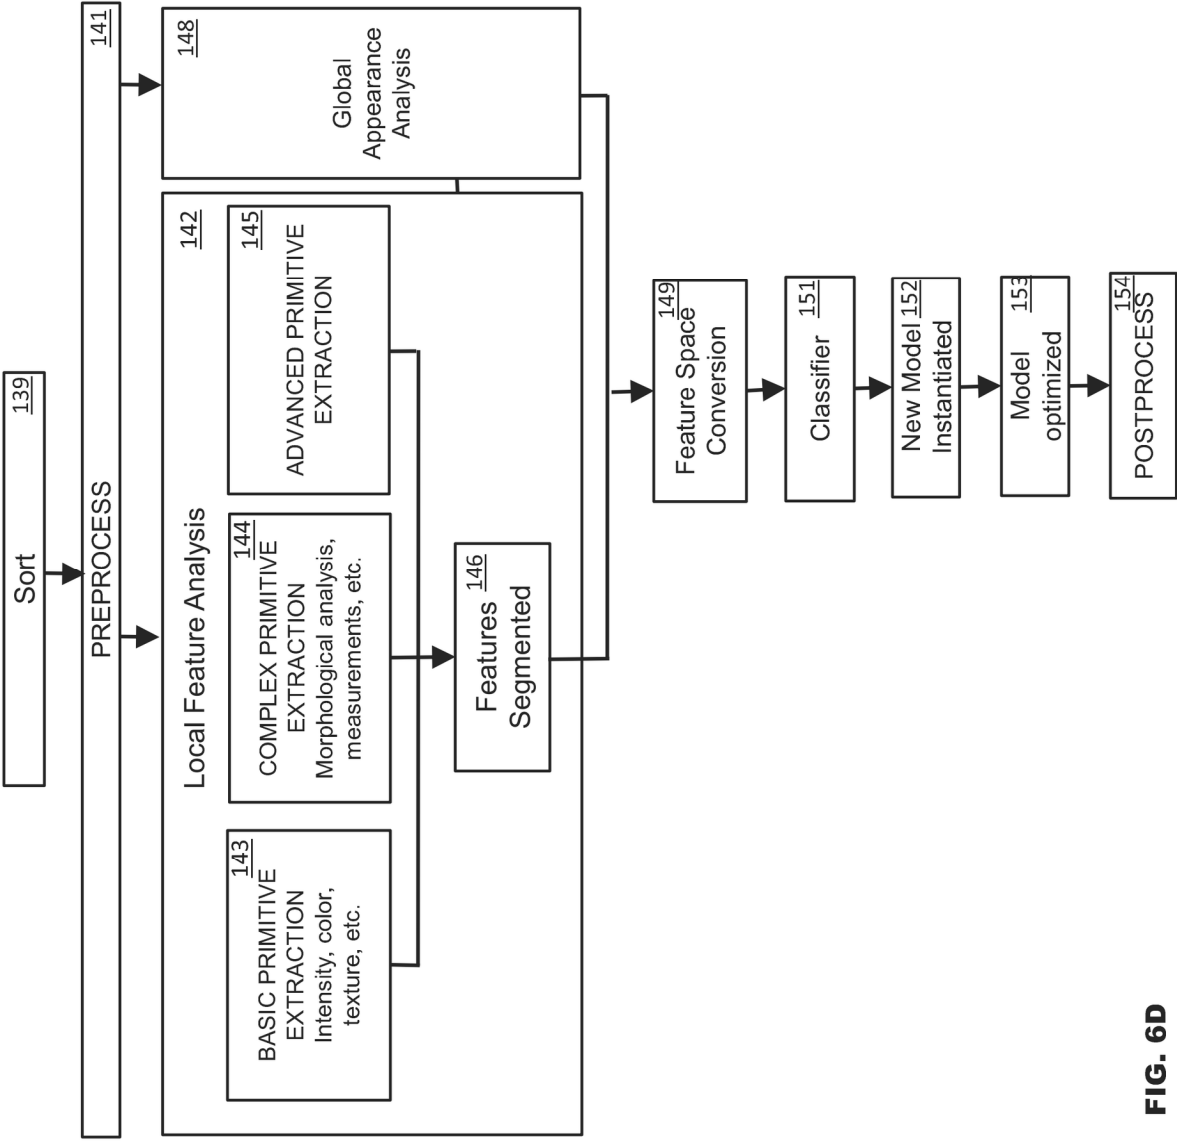 139
Sort
141
PREPROCESS
142
Local Feature Analysis
143
BASIC PRIMITIVE
EXTRACTION
Intensity, color,
texture, etc.
144
COMPLEX PRIMITIVE
EXTRACTION
Morphological analysis,
measurements, etc.
145
ADVANCED PRIMITIVE
EXTRACTION
146
Features
Segmented
148
Global
Appearance
Analysis
149
Feature Space
Conversion
151
Classifier
152
New Model
Instantiated
153
Model
optimized
154
POSTPROCESS
FIG. 6D